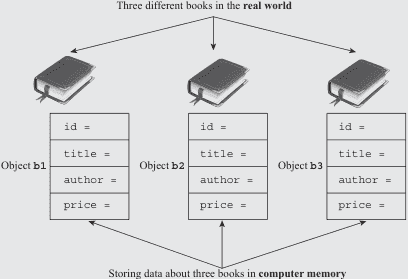 Three different books in the real world
id =
title =
author =
price =
Object b1
id =
title =
author =
price =
Object b2
id =
title =
author =
price =
Object b3
Storing data about three books in computer memory